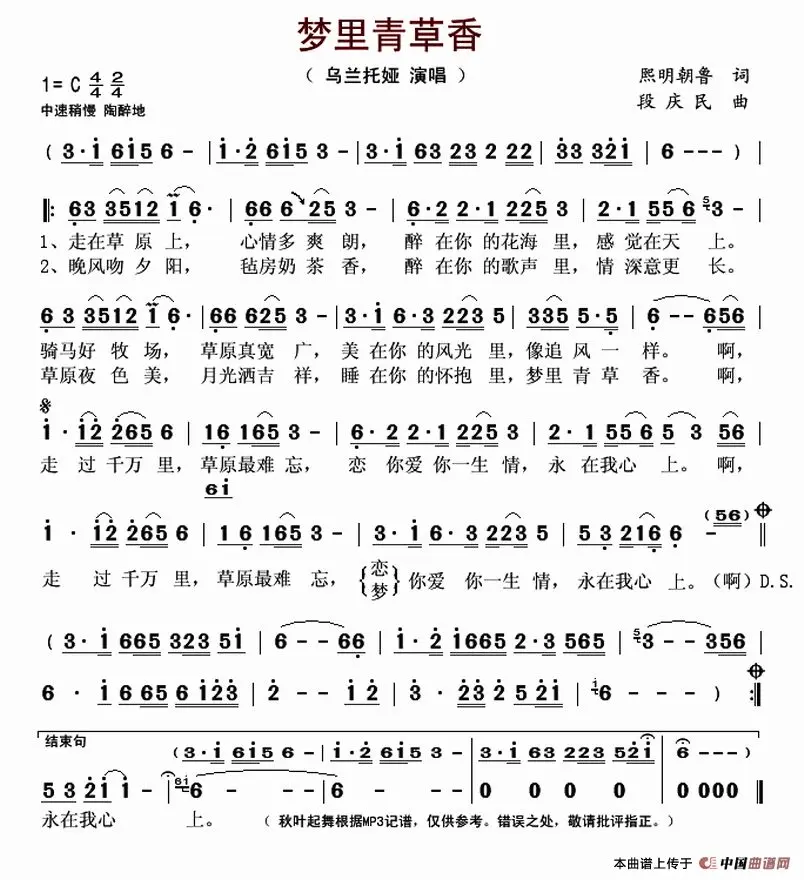 梦里青草香
( 乌兰托娅 演唱 )
1= C 4/4 2/4
中速稍慢 陶醉地
熙明朝鲁 词
段庆民 曲
( 3·i 6i5 6 - | i·2 6i5 3 - | 3·i 63 23 2 22 | 33 32i | 6 - - - ) |
‖: 63 3512 i 6· | 66 6 25 3 - | 6·2 2·1 225 3 | 2·1 556 5 3 - |
1、走在草 原 上， 心情多 爽 朗， 醉 在你 的花海 里，感 觉在天 上。
2、晚风吻 夕 阳， 毡房奶 茶 香， 醉 在你 的歌声 里，情 深意更 长。
6 3 3512 i 6· | 66 625 3 - | 3·i 6·3 223 5 | 335 5·5 | 6 - - 656 |
骑马好 牧 场， 草原真宽 广，美 在你 的风光 里，像追 风 一 样。 啊，
草原夜 色 美， 月光洒吉 祥，睡 在你 的怀抱 里，梦里 青 草 香。 啊，
i · i2 265 6 | 16 165 3 - | 6·2 2·1 225 3 | 2·1 556 5 3 56 |
走 过 千万 里，草原最难 忘， 恋 你爱 你一生 情，永 在我心 上。啊，
6i
(56)
i · i2 265 6 | 1 6 165 3 - | 3·i 6·3 223 5 | 5 3 216 6 - ‖
走 过 千万 里，草原最难 忘，{恋 梦}你爱 你一生 情，永在我心 上。(啊) D.S.
3·i 665 323 5i | 6 - - 66 | i·2 i665 2·3 565 | 5 3 - - 356 |
6 · i 6 65 6 i23 | 2 - - i2 | 3 · 23 2 5 2i | i 6 - - - ) :‖
结束句
( 3·i 6i5 6 - | i·2 6i5 3 - | 3·i 63 223 52i | 6 - - - )
5 3 2i i i - | 6i 6 - - - | 6 - - - | 0 0 0 0 | 0 0 ‖
永在我心 上。 （ 秋叶起舞根据MP3记谱，仅供参考。错误之处，敬请批评指正。）
本曲谱上传于 中国曲谱网